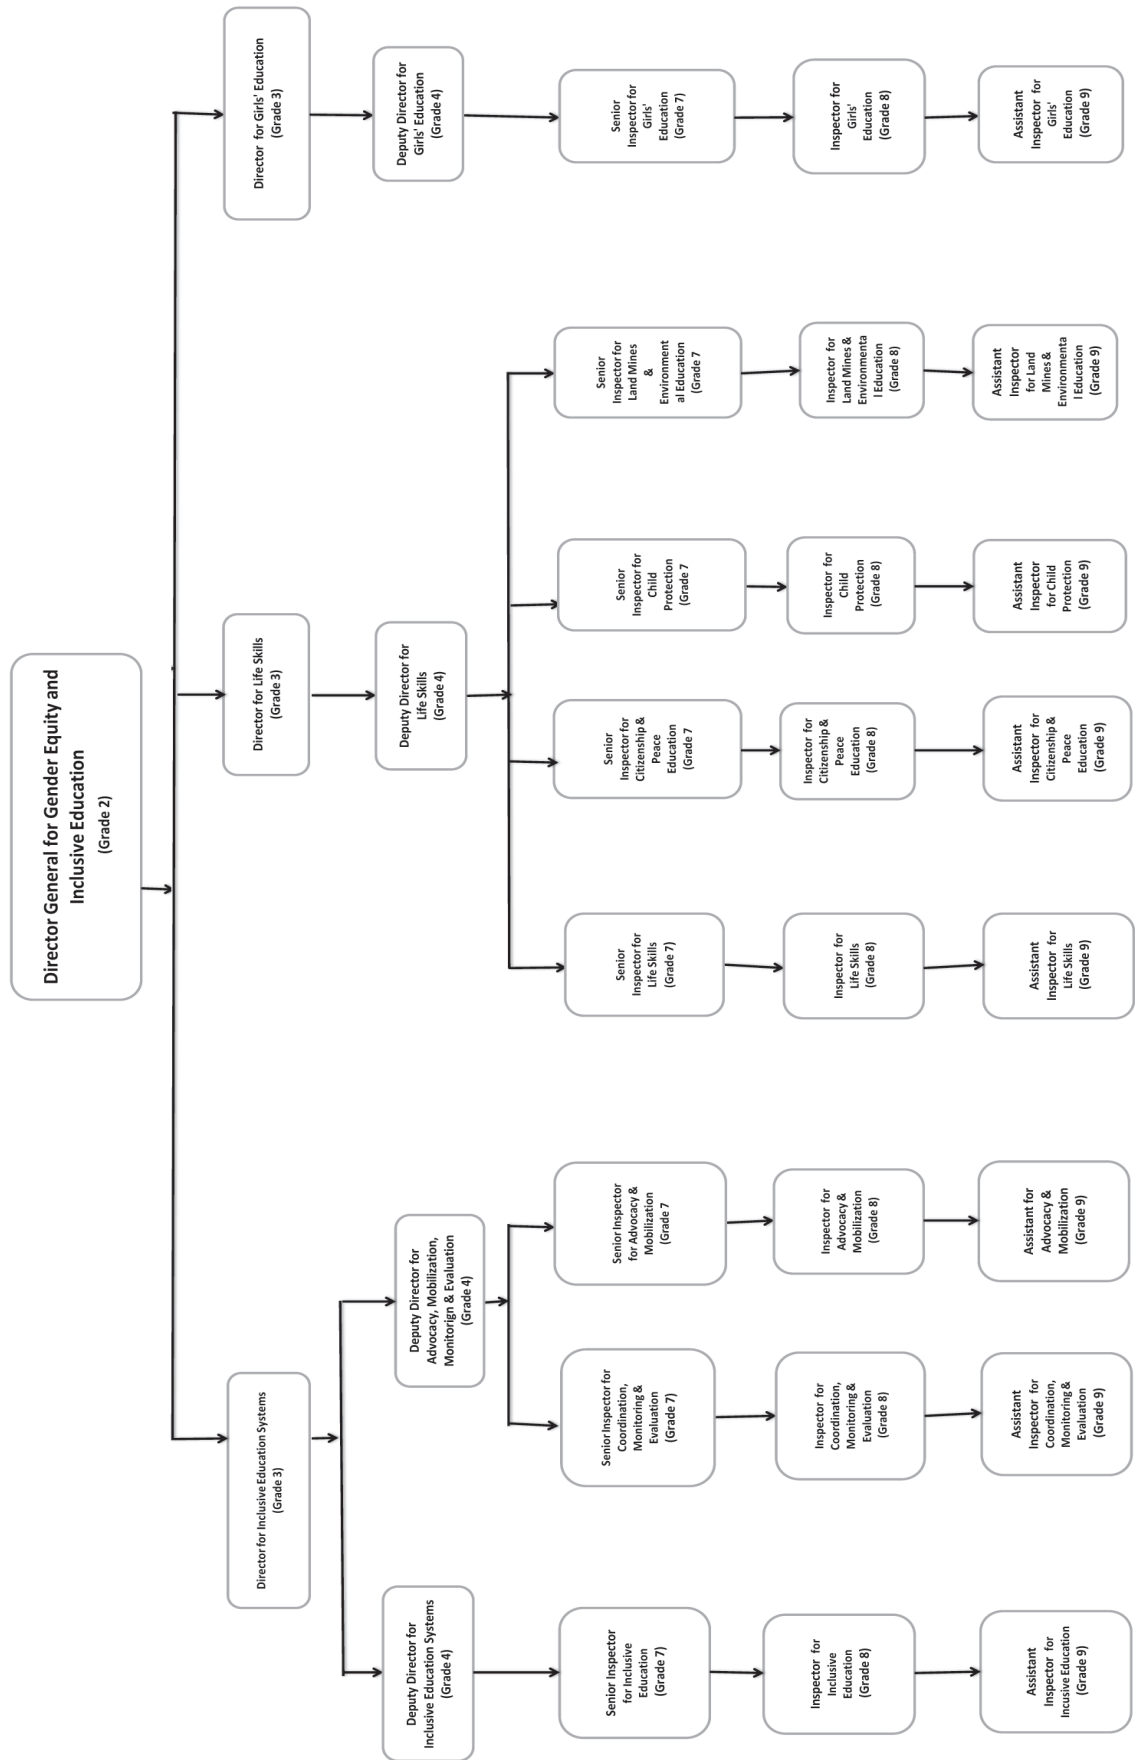 Director General for Gender Equity and
Inclusive Education
(Grade 2)
Director for Inclusive Education Systems
(Grade 3)
Director for Life Skills
(Grade 3)
Director for Girls' Education
(Grade 3)
Deputy Director for
Inclusive Education Systems
(Grade 4)
Deputy Director for
Advocacy, Mobilization,
Monitorign & Evaluation
(Grade 4)
Deputy Director for
Life Skills
(Grade 4)
Deputy Director for
Girls' Education
(Grade 4)
Senior Inspector
for Inclusive
Education
(Grade 7)
Senior Inspector for
Coordination,
Monitoring &
Evaluation
(Grade 7)
Senior Inspector
for Advocacy &
Mobilization
(Grade 7
Senior
Inspector for
Life Skills
(Grade 7)
Senior
Inspector for
Citizenship &
Peace
Education
(Grade 7
Senior
Inspector for
Child
Protection
(Grade 7
Senior
Inspector for
Land Mines
&
Environment
al Education
(Grade 7
Senior
Inspector for
Girls'
Education
(Grade 7)
Inspector for
Inclusive
Education
(Grade 8)
Inspector for
Coordination,
Monitoring &
Evaluation
(Grade 8)
Inspector for
Advocacy &
Mobilization
(Grade 8)
Inspector for
Life Skills
(Grade 8)
Inspector for
Citizenship &
Peace
Education
(Grade 8)
Inspector for
Child
Protection
(Grade 8)
Inspector for
Land Mines &
Environmenta
l Education
(Grade 8)
Inspector for
Girls'
Education
(Grade 8)
Assistant
Inspector for
Incusive Education
(Grade 9)
Assistant
Inspector for
Coordination,
Monitoring &
Evaluation
(Grade 9)
Assistant for
Advocacy &
Mobilization
(Grade 9)
Assistant
Inspector for
Life Skills
(Grade 9)
Assistant
Inspector for
Citizenship &
Peace
Education
(Grade 9)
Assistant
Inspector
for Child
Protection
(Grade 9)
Assistant
Inspector
for Land
Mines &
Environmenta
l Education
(Grade 9)
Assistant
Inspector for
Girls'
Education
(Grade 9)